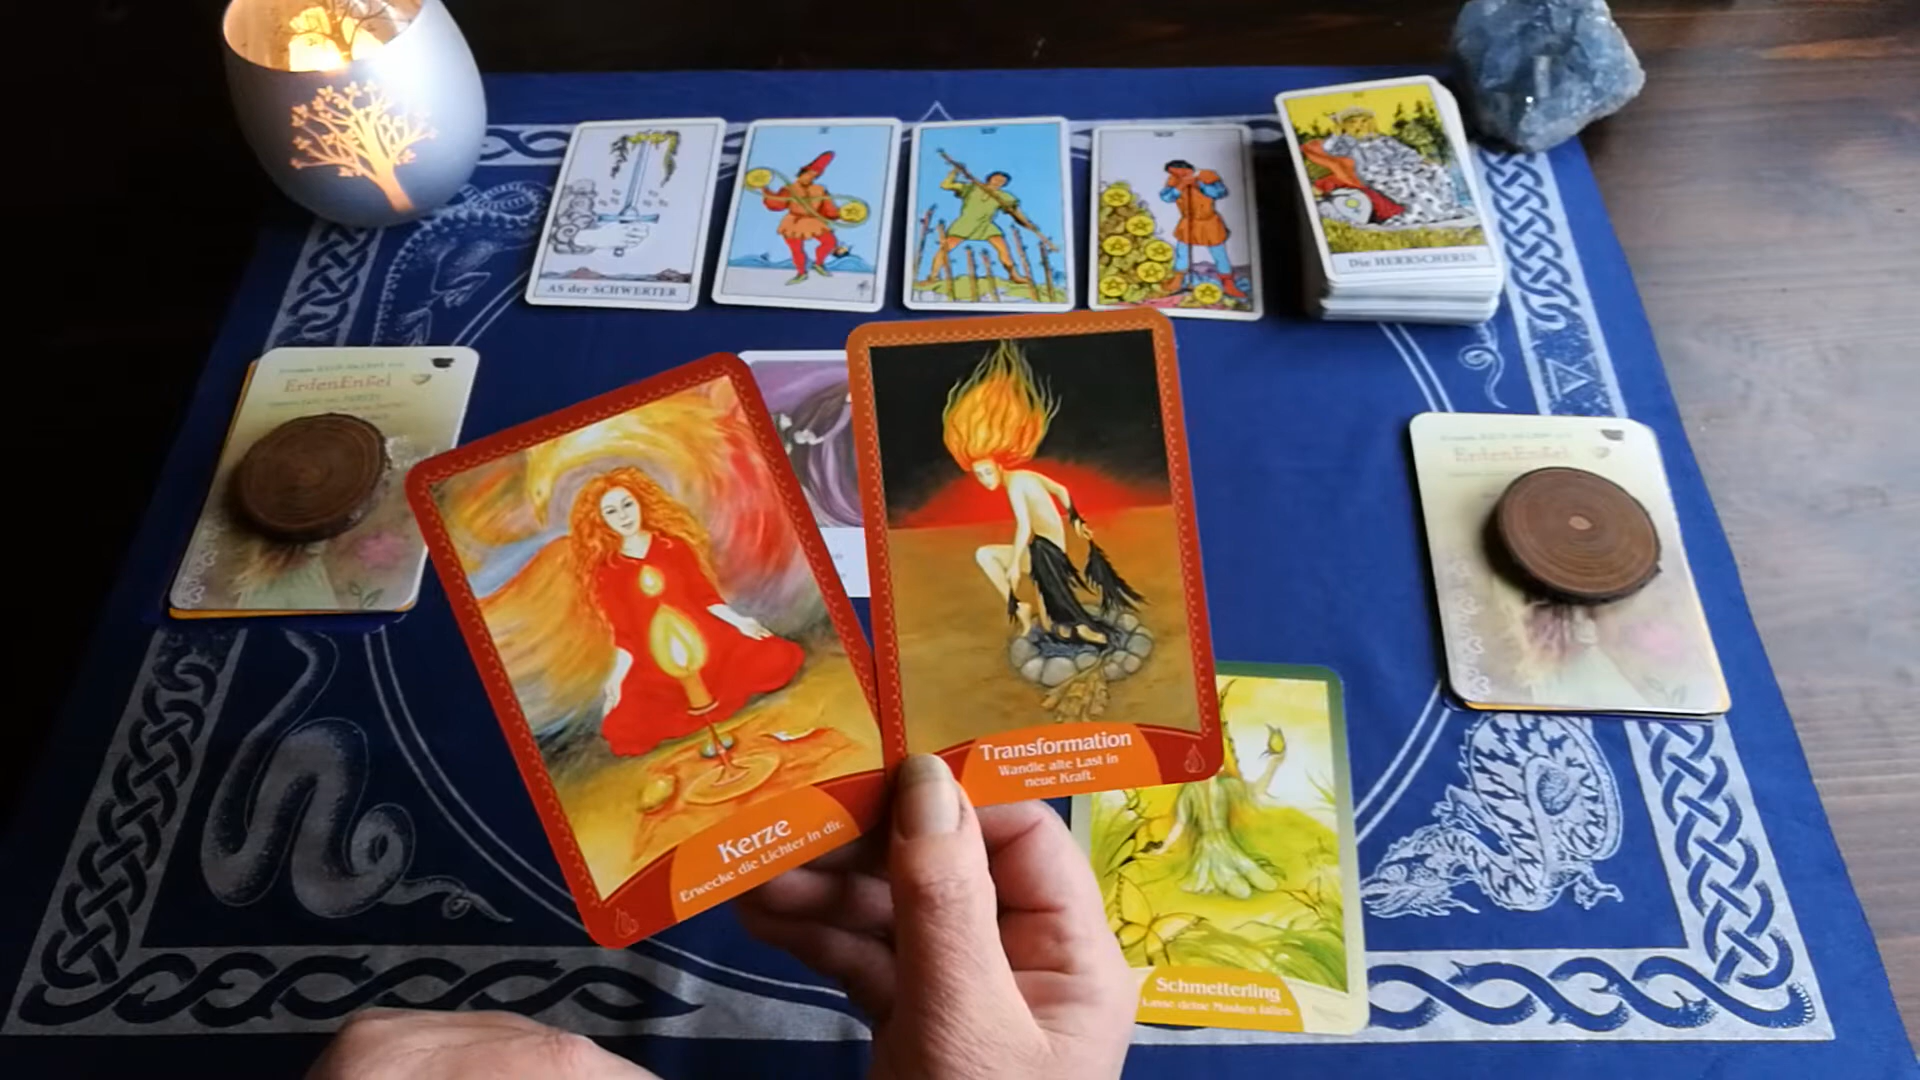 AS der SCHWERTER
Die HERRSCHERIN
ErdenEngel
ErdenEngel
Kerze
Erwecke die Lichter in dir.
Transformation
Wandle alte Last in
neue Kraft.
Schmetterling
Lasse deine Masken fallen.